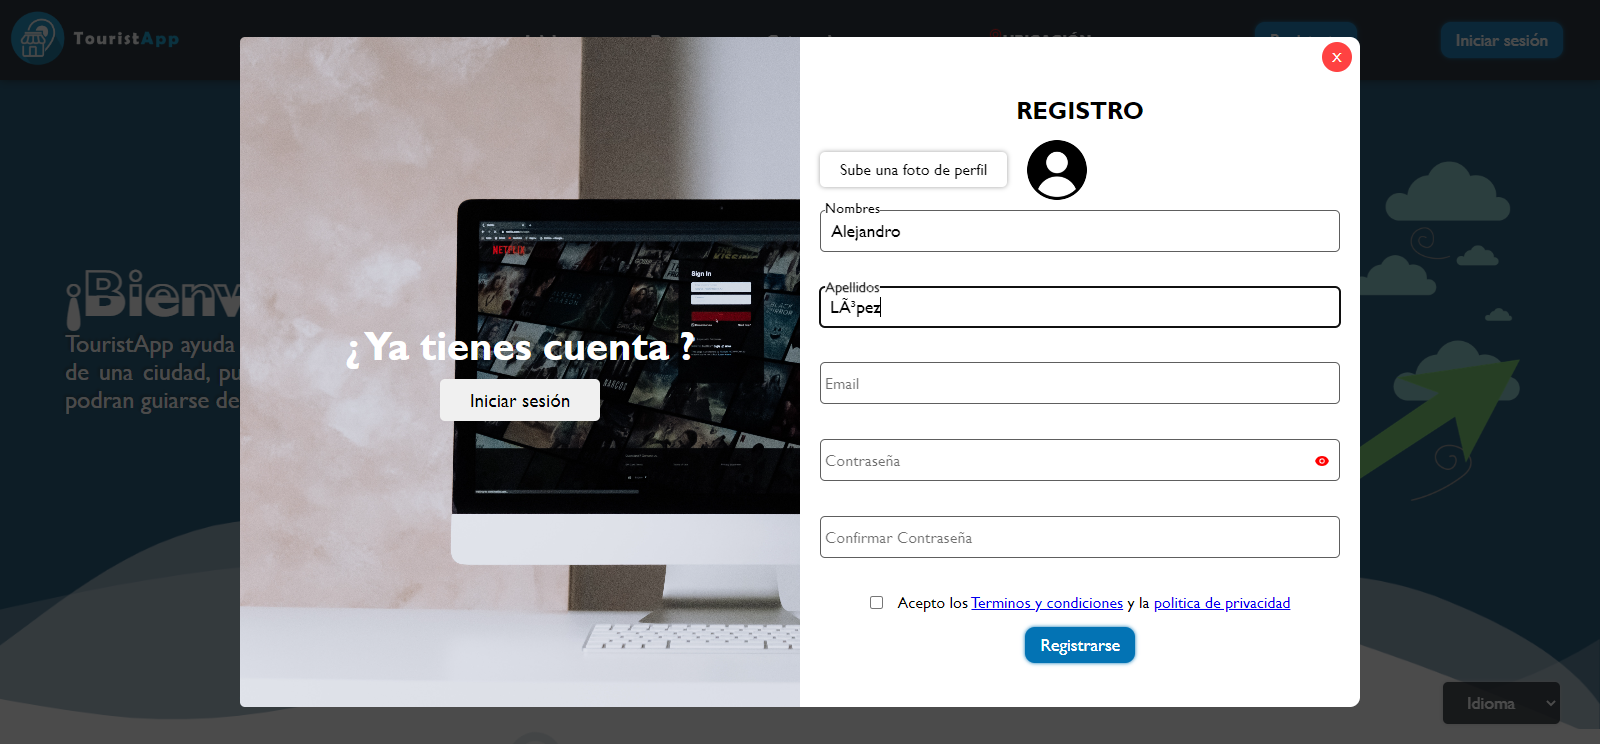 TouristApp
UBICACIÓN
Iniciar sesión
X
REGISTRO
Sube una foto de perfil
Nombres
Alejandro
Apellidos
LÃ³pez
Email
Contraseña
Confirmar Contraseña
Acepto los Terminos y condiciones y la politica de privacidad
Registrarse
¿Ya tienes cuenta ?
Iniciar sesión
NETFLIX
Sign In
NARCOS
¡Bienv
TouristApp ayuda
de una ciudad, pu
podran guiarse de
Idioma